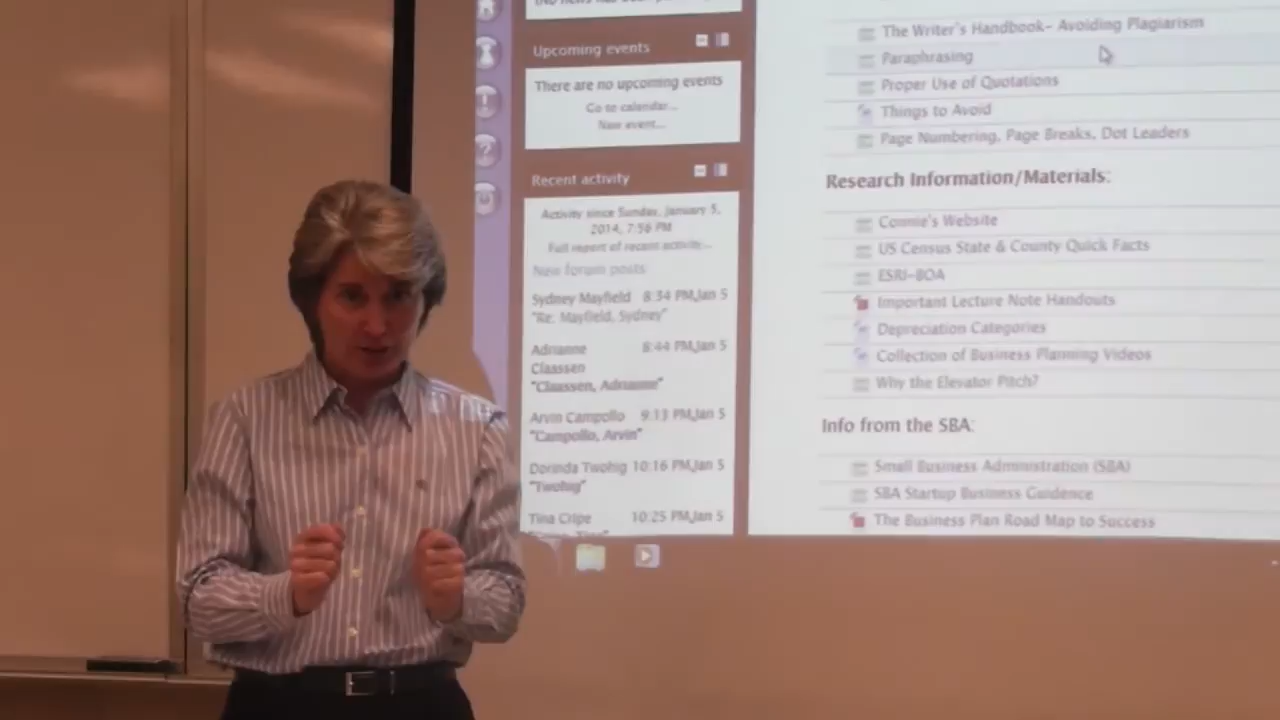 Upcoming events
There are no upcoming events
Go to calendar...
New event...
Recent activity
Activity since Sunday, January 5,
2014, 7:56 PM
Full report of recent activity...
New forum posts:
Sydney Mayfield 8:34 PM, Jan 5
"Re: Mayfield, Sydney"
Adrianne 8:44 PM, Jan 5
Claassen
"Claassen, Adrianne"
Arvin Campollo 9:13 PM, Jan 5
"Campollo, Arvin"
Dorinda Twohig 10:16 PM, Jan 5
"Twohig"
Tina Cripe 10:25 PM, Jan 5
The Writer's Handbook- Avoiding Plagiarism
Paraphrasing
Proper Use of Quotations
Things to Avoid
Page Numbering, Page Breaks, Dot Leaders
Research Information/Materials:
Connie's Website
US Census State & County Quick Facts
ESRI-BOA
Important Lecture Note Handouts
Depreciation Categories
Collection of Business Planning Videos
Why the Elevator Pitch?
Info from the SBA:
Small Business Administration (SBA)
SBA Startup Business Guidence
The Business Plan Road Map to Success